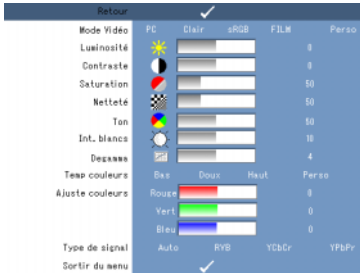 Retour
Mode Vidéo PC Clair sRGB FILM Perso
Luminosité 0
Contraste 0
Saturation 50
Netteté 50
Ton 50
Int. blancs 10
Degamma 4
Temp couleurs Bas Doux Haut Perso
Ajuste couleurs Rouge 0
Vert 0
Bleu 0
Type de signal Auto RVB YCbCr YPbPr
Sortir du menu